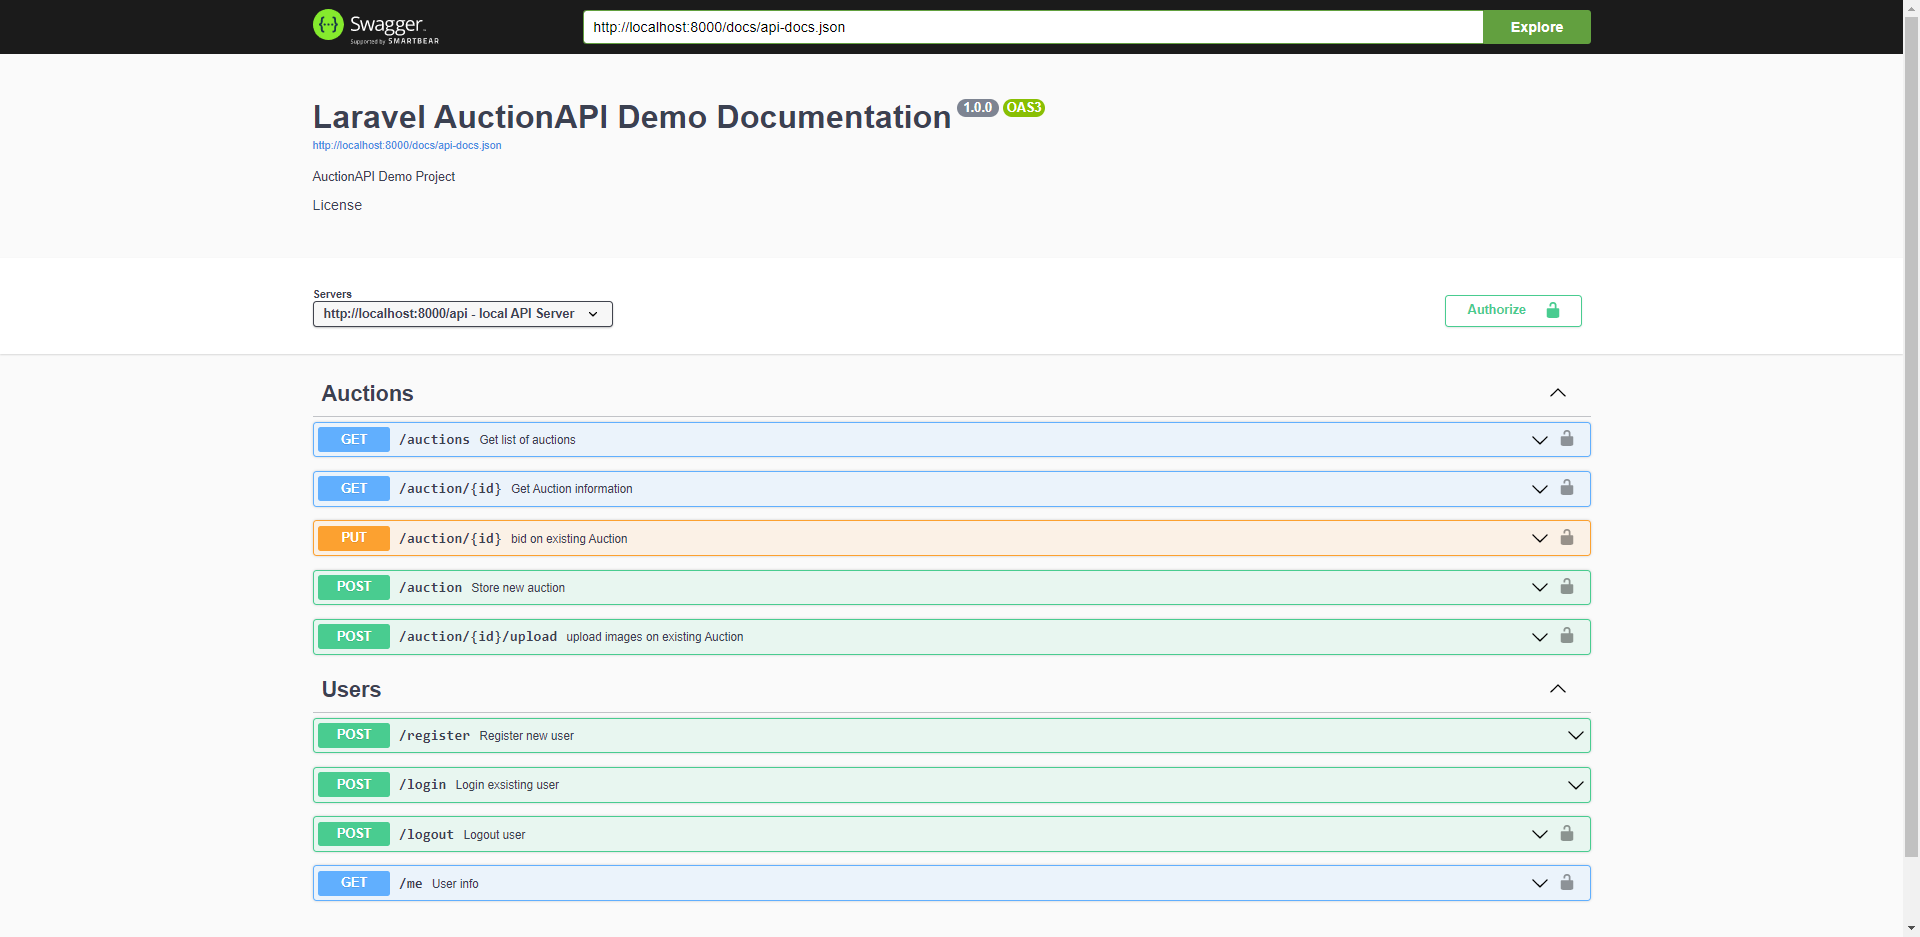 Swagger
Supported by SMARTBEAR
http://localhost:8000/docs/api-docs.json
Explore
Laravel AuctionAPI Demo Documentation 1.0.0 OAS3
http://localhost:8000/docs/api-docs.json
AuctionAPI Demo Project
License
Servers
http://localhost:8000/api - local API Server
Authorize
Auctions
GET /auctions Get list of auctions
GET /auction/{id} Get Auction information
PUT /auction/{id} bid on existing Auction
POST /auction Store new auction
POST /auction/{id}/upload upload images on existing Auction
Users
POST /register Register new user
POST /login Login exsisting user
POST /logout Logout user
GET /me User info